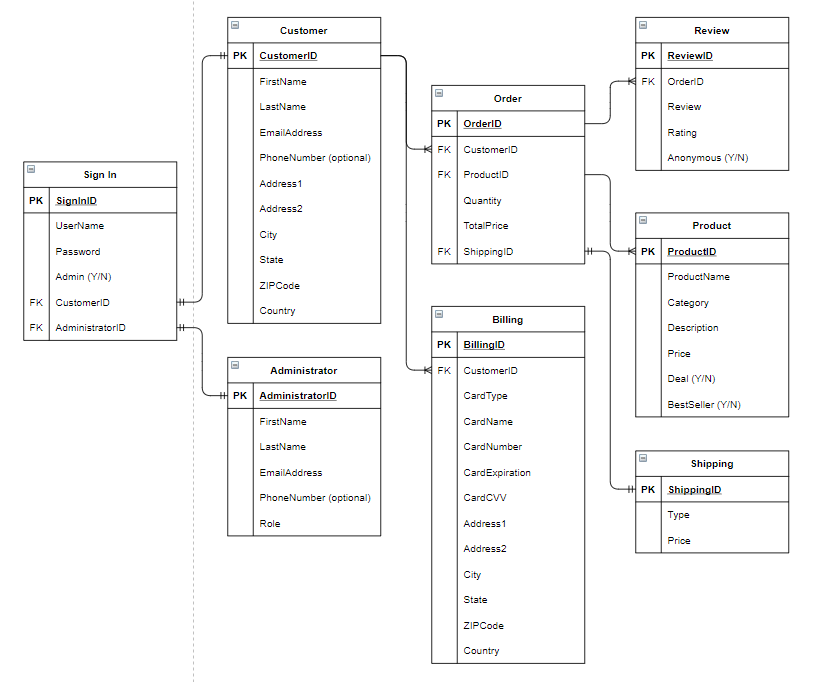 Sign In
PK SignInID
UserName
Password
Admin (Y/N)
FK CustomerID
FK AdministratorID
Customer
PK CustomerID
FirstName
LastName
EmailAddress
PhoneNumber (optional)
Address1
Address2
City
State
ZIPCode
Country
Administrator
PK AdministratorID
FirstName
LastName
EmailAddress
PhoneNumber (optional)
Role
Order
PK OrderID
FK CustomerID
FK ProductID
Quantity
TotalPrice
FK ShippingID
Billing
PK BillingID
FK CustomerID
CardType
CardName
CardNumber
CardExpiration
CardCVV
Address1
Address2
City
State
ZIPCode
Country
Review
PK ReviewID
FK OrderID
Review
Rating
Anonymous (Y/N)
Product
PK ProductID
ProductName
Category
Description
Price
Deal (Y/N)
BestSeller (Y/N)
Shipping
PK ShippingID
Type
Price